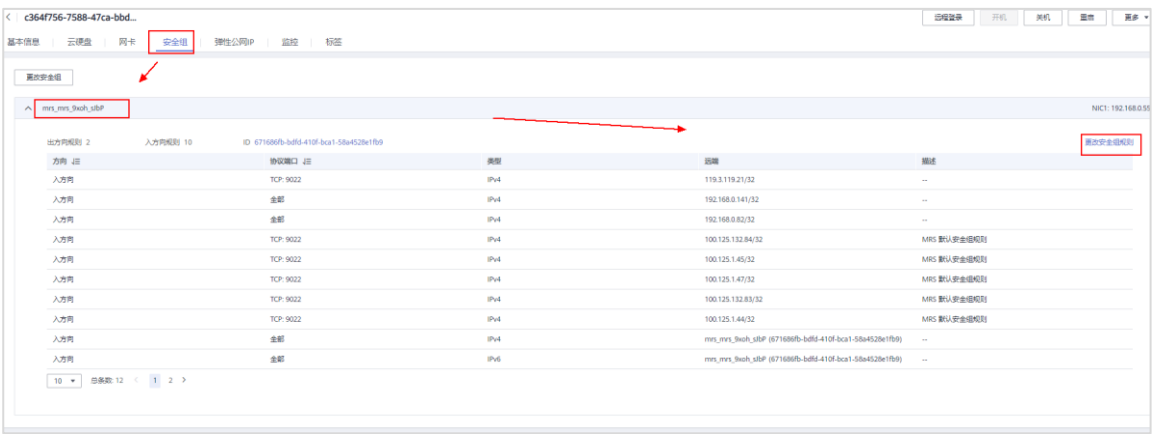 c364f756-7588-47ca-bbd...
远程登录 开机 关机 重启 更多
基本信息 云硬盘 网卡 安全组 弹性公网IP 监控 标签
更改安全组
mrs_mrs_9xoh_slbP NIC1: 192.168.0.55
出方向规则 2 入方向规则 10 ID 671686fb-bdfd-410f-bca1-58a4528e1fb9 更改安全组规则
方向 协议端口 类型 远端 描述
入方向 TCP: 9022 IPv4 119.3.119.21/32 --
入方向 全部 IPv4 192.168.0.141/32 --
入方向 全部 IPv4 192.168.0.82/32 --
入方向 TCP: 9022 IPv4 100.125.132.84/32 MRS 默认安全组规则
入方向 TCP: 9022 IPv4 100.125.1.45/32 MRS 默认安全组规则
入方向 TCP: 9022 IPv4 100.125.1.47/32 MRS 默认安全组规则
入方向 TCP: 9022 IPv4 100.125.132.83/32 MRS 默认安全组规则
入方向 TCP: 9022 IPv4 100.125.1.44/32 MRS 默认安全组规则
入方向 全部 IPv4 mrs_mrs_9xoh_slbP (671686fb-bdfd-410f-bca1-58a4528e1fb9) --
入方向 全部 IPv6 mrs_mrs_9xoh_slbP (671686fb-bdfd-410f-bca1-58a4528e1fb9) --
10 总条数: 12 < 1 2 >